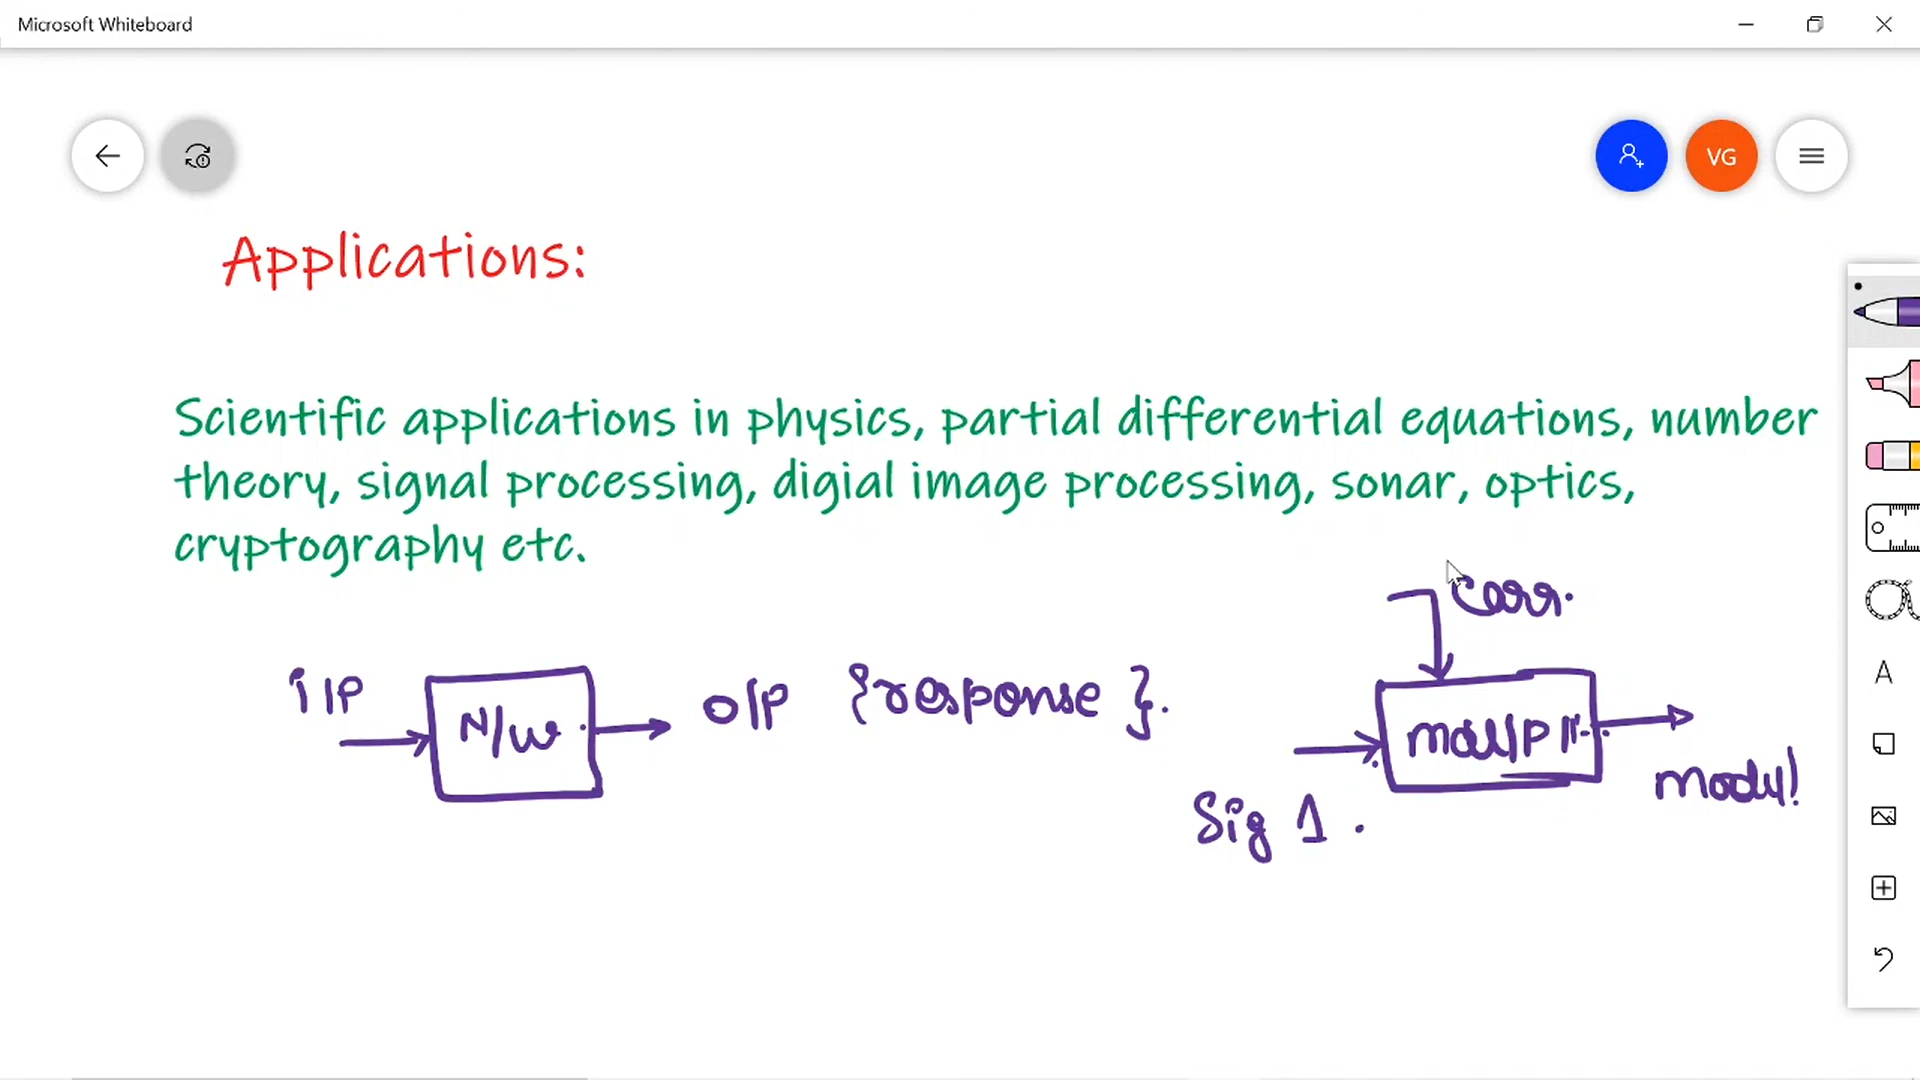 Microsoft Whiteboard
VG
Applications:
Scientific applications in physics, partial differential equations, number
theory, signal processing, digial image processing, sonar, optics,
cryptography etc.
Carr.
i/P N/W O/P {response}.
Sig 1.
modul
A